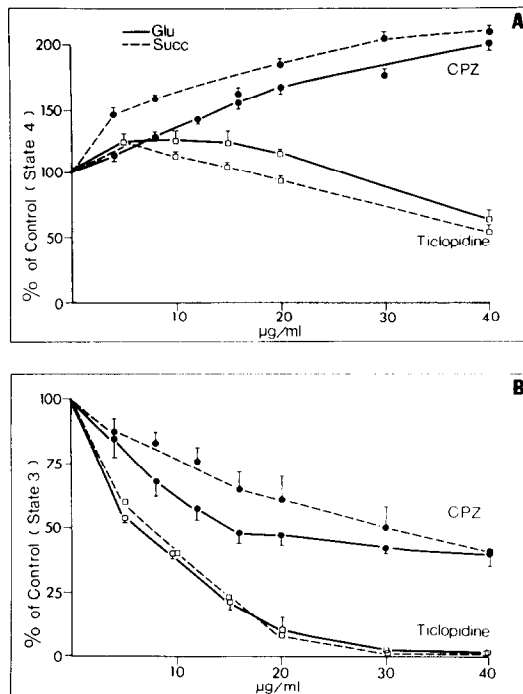 A
Glu
Succ
200
150
100
50
0
% of Control ( State 4 )
CPZ
Ticlopidine
10 20 30 40
µg/ml
B
100
75
50
25
0
% of Control ( State 3 )
CPZ
Ticlopidine
10 20 30 40
µg/ml